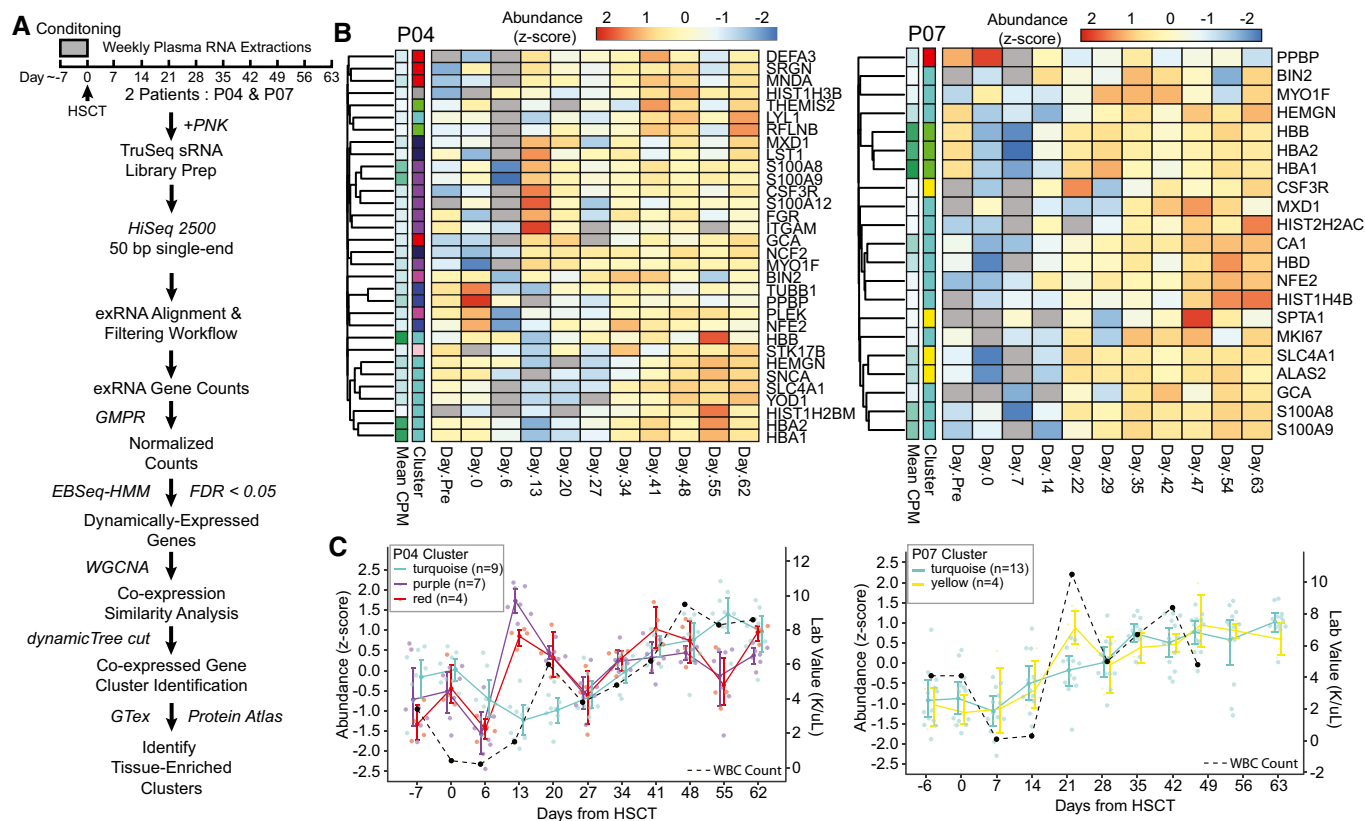 A
Conditoning
Weekly Plasma RNA Extractions
Day ~-7 0 7 14 21 28 35 42 49 56 63
HSCT
2 Patients : P04 & P07
+PNK
TruSeq sRNA
Library Prep
HiSeq 2500
50 bp single-end
exRNA Alignment &
Filtering Workflow
exRNA Gene Counts
GMPR
Normalized
Counts
EBSeq-HMM FDR < 0.05
Dynamically-Expressed
Genes
WGCNA
Co-expression
Similarity Analysis
dynamicTree cut
Co-expressed Gene
Cluster Identification
GTex Protein Atlas
Identify
Tissue-Enriched
Clusters
B
P04
Abundance
(z-score)
2 1 0 -1 -2
DEFA3
SRGN
MNDA
HIST1H3B
THEMIS2
LYL1
RFLNB
MXD1
LST1
S100A8
S100A9
CSF3R
S100A12
FGR
ITGAM
GCA
NCF2
MYO1F
BIN2
TUBB1
PPBP
PLEK
NFE2
HBB
STK17B
HEMGN
SNCA
SLC4A1
YOD1
HIST1H2BM
HBA2
HBA1
Mean CPM
Cluster
Day.Pre
Day.0
Day.6
Day.13
Day.20
Day.27
Day.34
Day.41
Day.48
Day.55
Day.62
P07
Abundance
(z-score)
2 1 0 -1 -2
PPBP
BIN2
MYO1F
HEMGN
HBB
HBA2
HBA1
CSF3R
MXD1
HIST2H2AC
CA1
HBD
NFE2
HIST1H4B
SPTA1
MKI67
SLC4A1
ALAS2
GCA
S100A8
S100A9
Mean CPM
Cluster
Day.Pre
Day.0
Day.7
Day.14
Day.22
Day.29
Day.35
Day.42
Day.47
Day.54
Day.63
C
P04 Cluster
turquoise (n=9)
purple (n=7)
red (n=4)
Abundance (z-score)
2.5
2.0
1.5
1.0
0.5
0.0
-0.5
-1.0
-1.5
-2.0
-2.5
12
10
8
6
4
2
0
Lab Value (K/uL)
WBC Count
-7 0 6 13 20 27 34 41 48 55 62
Days from HSCT
P07 Cluster
turquoise (n=13)
yellow (n=4)
Abundance (z-score)
2.5
2.0
1.5
1.0
0.5
0.0
-0.5
-1.0
-1.5
-2.0
-2.5
10
8
6
4
2
0
-2
Lab Value (K/uL)
WBC Count
-6 0 7 14 21 28 35 42 49 56 63
Days from HSCT